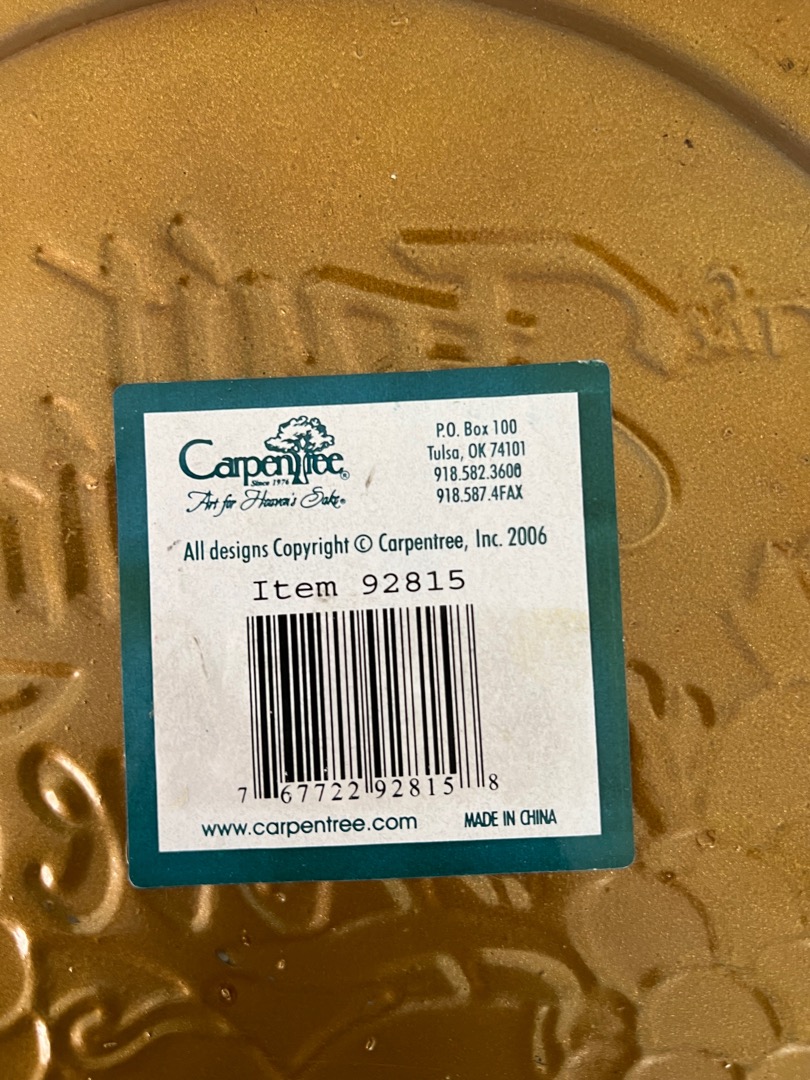 Carpentree®
Since 1976
Art for Heaven's Sake®
P.O. Box 100
Tulsa, OK 74101
918.582.3600
918.587.4FAX
All designs Copyright © Carpentree, Inc. 2006
Item 92815
7 67722 92815 8
www.carpentree.com
MADE IN CHINA